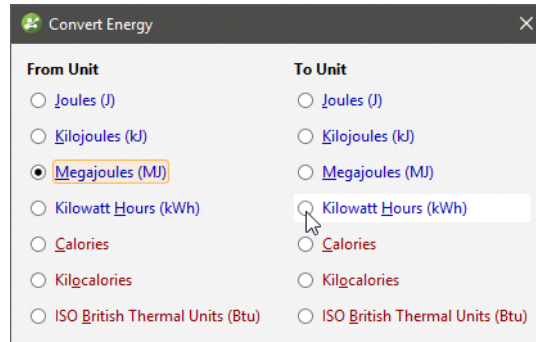 Convert Energy
From Unit
To Unit
Joules (J)
Joules (J)
Kilojoules (kJ)
Kilojoules (kJ)
Megajoules (MJ)
Megajoules (MJ)
Kilowatt Hours (kWh)
Kilowatt Hours (kWh)
Calories
Calories
Kilocalories
Kilocalories
ISO British Thermal Units (Btu)
ISO British Thermal Units (Btu)